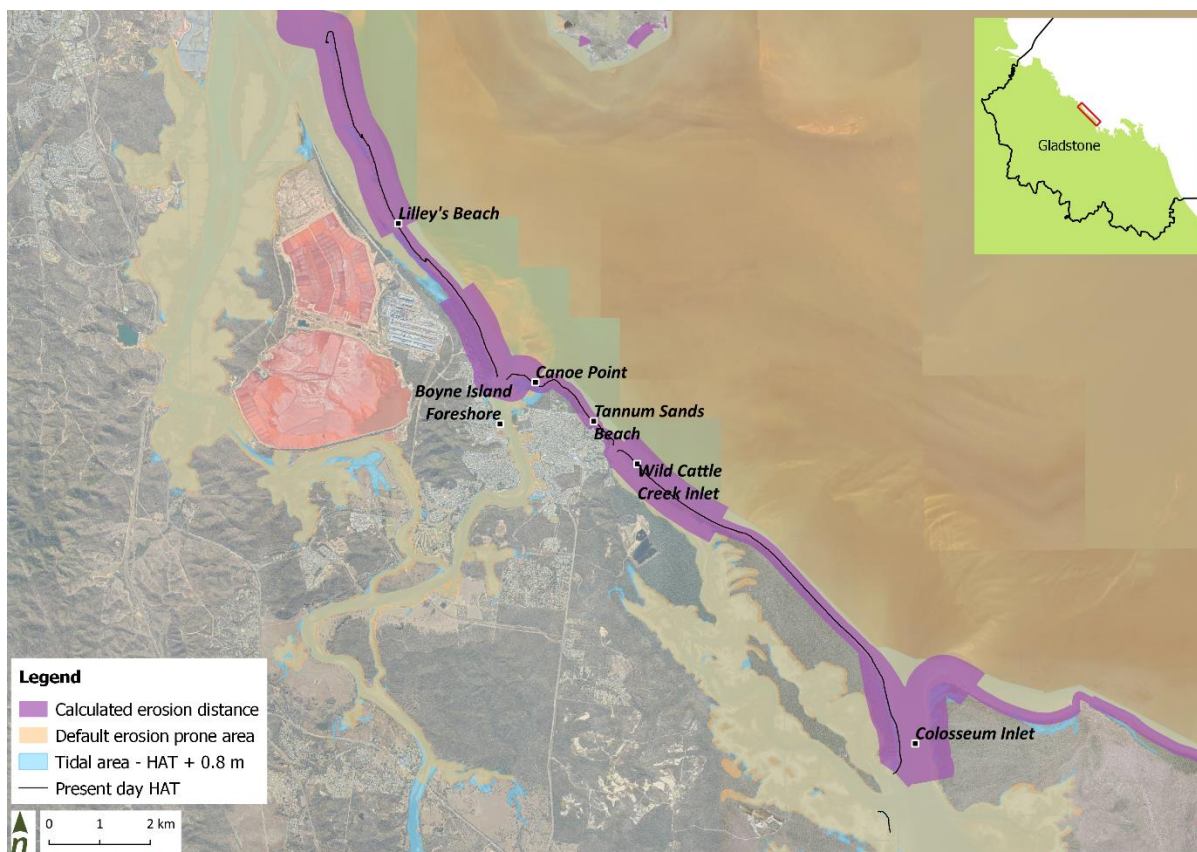 Gladstone
Lilley's Beach
Canoe Point
Boyne Island
Foreshore
Tannum Sands
Beach
Wild Cattle
Creek Inlet
Colosseum Inlet
Legend
Calculated erosion distance
Default erosion prone area
Tidal area - HAT + 0.8 m
Present day HAT
n
0 1 2 km